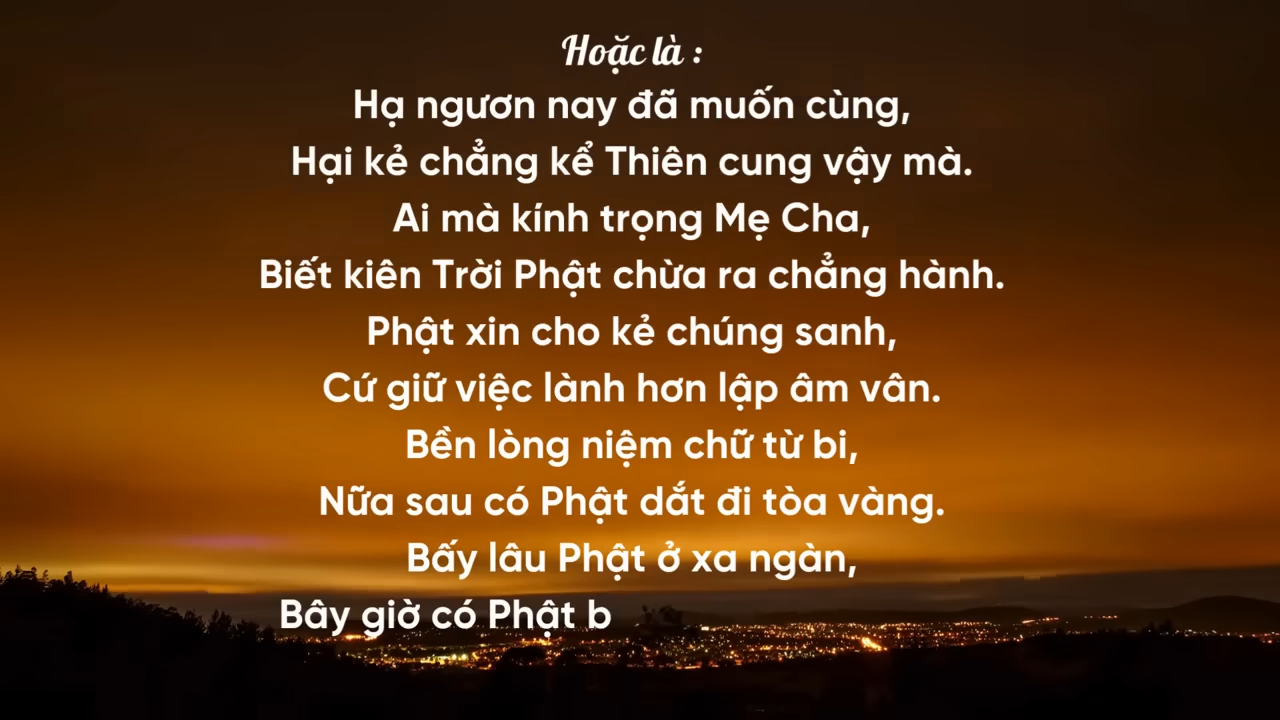 Hoặc là :
Hạ ngươn nay đã muốn cùng,
Hại kẻ chẳng kể Thiên cung vậy mà.
Ai mà kính trọng Mẹ Cha,
Biết kiên Trời Phật chừa ra chẳng hành.
Phật xin cho kẻ chúng sanh,
Cứ giữ việc lành hơn lập âm vân.
Bền lòng niệm chữ từ bi,
Nữa sau có Phật dắt đi tòa vàng.
Bấy lâu Phật ở xa ngàn,
Bây giờ có Phật b